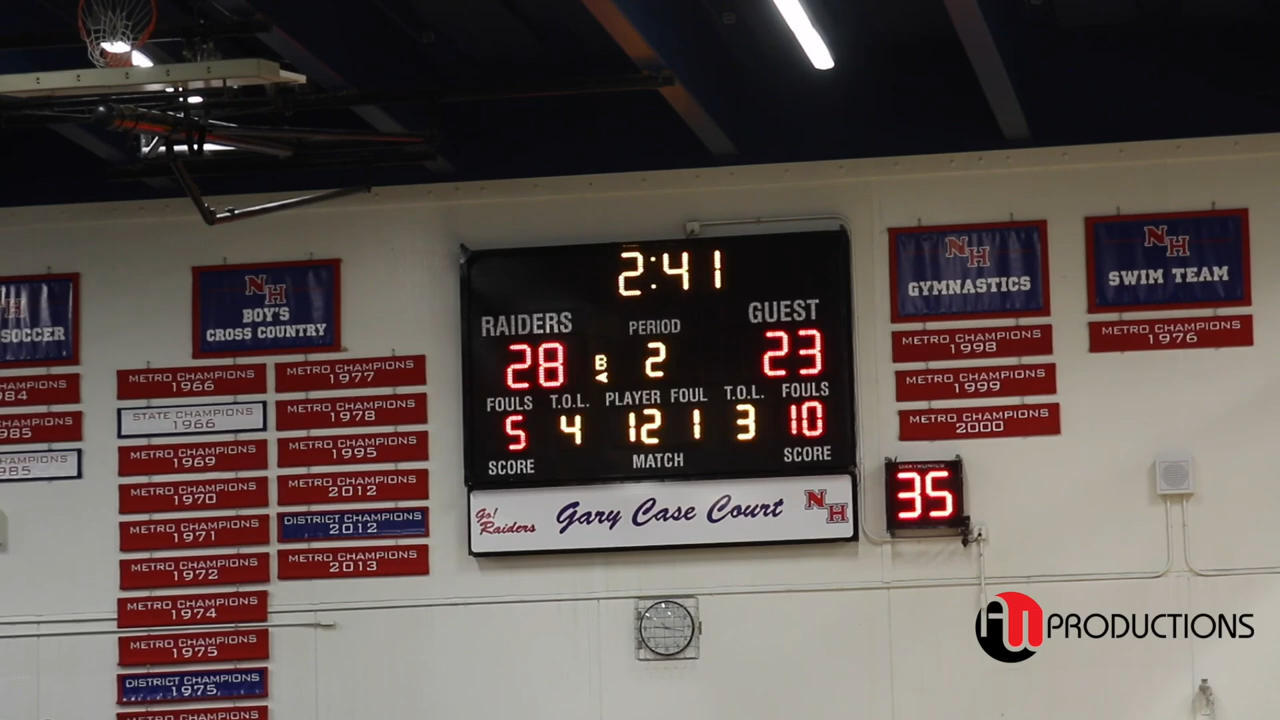 SOCCER
84
85
985
NH
BOY'S
CROSS COUNTRY
METRO CHAMPIONS
1966
STATE CHAMPIONS
1966
METRO CHAMPIONS
1969
METRO CHAMPIONS
1970
METRO CHAMPIONS
1971
METRO CHAMPIONS
1972
METRO CHAMPIONS
1974
METRO CHAMPIONS
1975
DISTRICT CHAMPIONS
1975
METRO CHAMPIONS
METRO CHAMPIONS
1977
METRO CHAMPIONS
1978
METRO CHAMPIONS
1995
METRO CHAMPIONS
2012
DISTRICT CHAMPIONS
2012
METRO CHAMPIONS
2013
2:41
RAIDERS PERIOD GUEST
28 2 23
FOULS T.O.L. PLAYER FOUL T.O.L. FOULS
5 4 12 1 3 10
SCORE MATCH SCORE
Go!
Raiders
Gary Case Court
NH
35
NH
GYMNASTICS
METRO CHAMPIONS
1998
METRO CHAMPIONS
1999
METRO CHAMPIONS
2000
NH
SWIM TEAM
METRO CHAMPIONS
1976
PRODUCTIONS